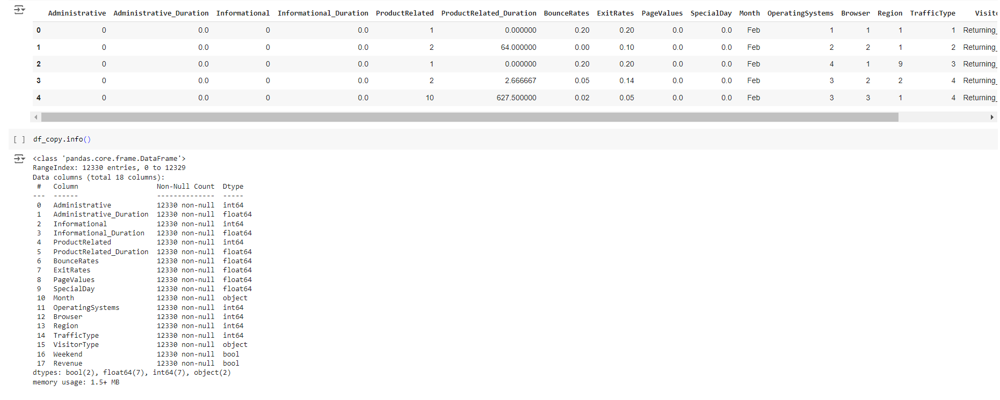 Administrative Administrative_Duration Informational Informational_Duration ProductRelated ProductRelated_Duration BounceRates ExitRates PageValues SpecialDay Month OperatingSystems Browser Region TrafficType Visito
0 0 0.0 0 0.0 1 0.000000 0.20 0.20 0.0 0.0 Feb 1 1 1 1 Returning_
1 0 0.0 0 0.0 2 64.000000 0.00 0.10 0.0 0.0 Feb 2 2 1 2 Returning_
2 0 0.0 0 0.0 1 0.000000 0.20 0.20 0.0 0.0 Feb 4 1 9 3 Returning_
3 0 0.0 0 0.0 2 2.666667 0.05 0.14 0.0 0.0 Feb 3 2 2 4 Returning_
4 0 0.0 0 0.0 10 627.500000 0.02 0.05 0.0 0.0 Feb 3 3 1 4 Returning_
[ ] df_copy.info()
<class 'pandas.core.frame.DataFrame'>
RangeIndex: 12330 entries, 0 to 12329
Data columns (total 18 columns):
# Column Non-Null Count Dtype
--- ------ -------------- -----
0 Administrative 12330 non-null int64
1 Administrative_Duration 12330 non-null float64
2 Informational 12330 non-null int64
3 Informational_Duration 12330 non-null float64
4 ProductRelated 12330 non-null int64
5 ProductRelated_Duration 12330 non-null float64
6 BounceRates 12330 non-null float64
7 ExitRates 12330 non-null float64
8 PageValues 12330 non-null float64
9 SpecialDay 12330 non-null float64
10 Month 12330 non-null object
11 OperatingSystems 12330 non-null int64
12 Browser 12330 non-null int64
13 Region 12330 non-null int64
14 TrafficType 12330 non-null int64
15 VisitorType 12330 non-null object
16 Weekend 12330 non-null bool
17 Revenue 12330 non-null bool
dtypes: bool(2), float64(7), int64(7), object(2)
memory usage: 1.5+ MB